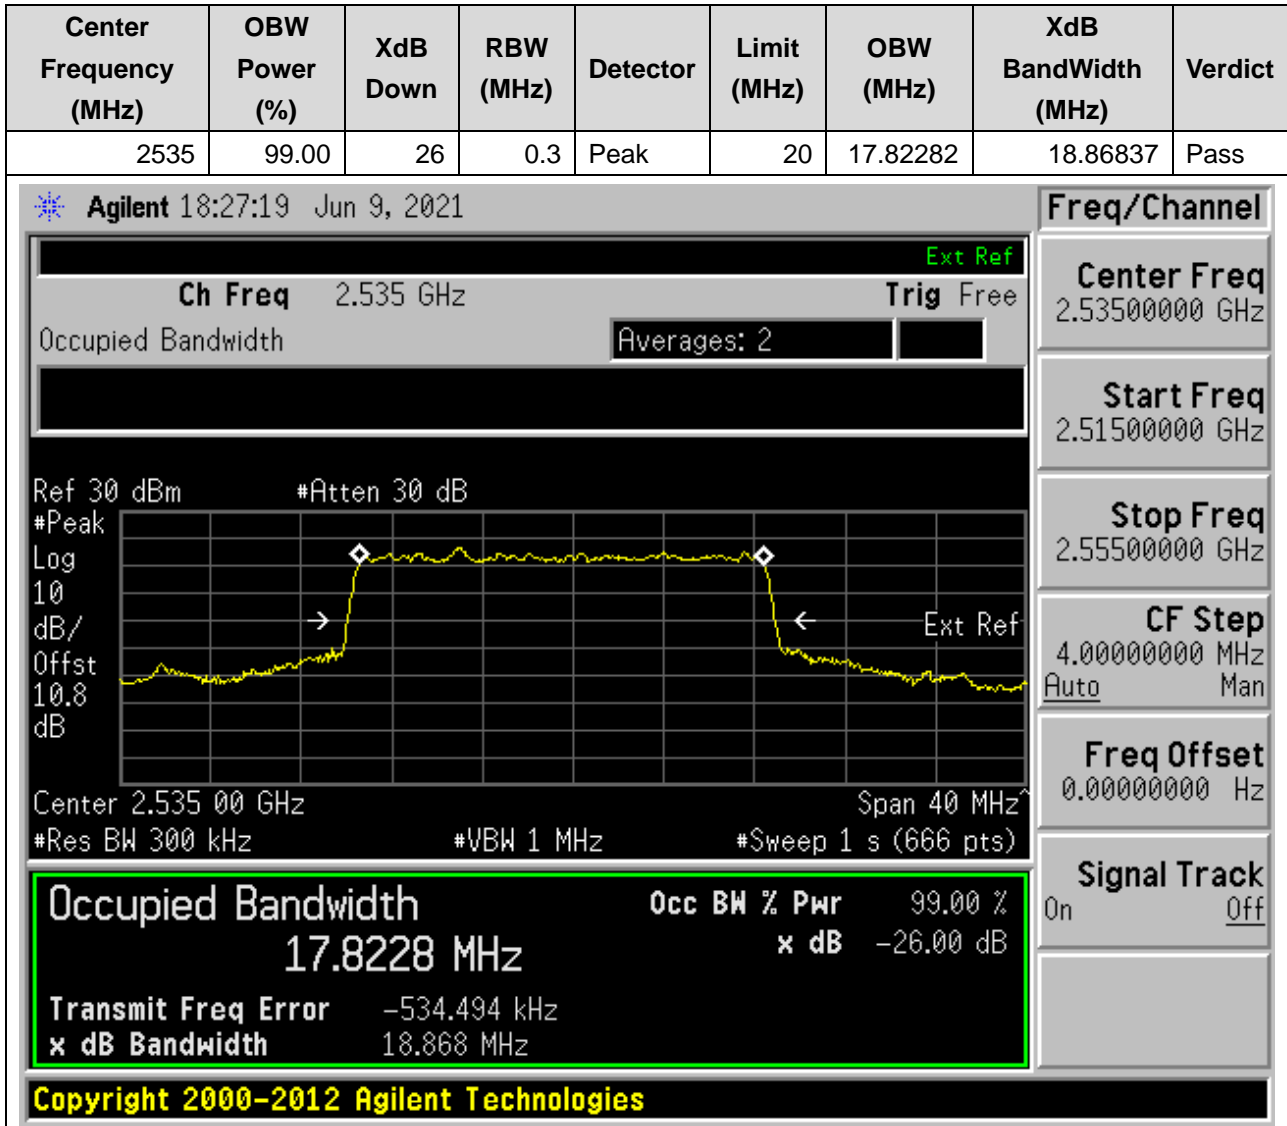 Center Frequency (MHz) OBW Power (%) XdB Down RBW (MHz) Detector Limit (MHz) OBW (MHz) XdB BandWidth (MHz) Verdict
2535 99.00 26 0.3 Peak 20 17.82282 18.86837 Pass
Agilent 18:27:19 Jun 9, 2021
Ext Ref
Ch Freq 2.535 GHz Trig Free
Occupied Bandwidth Averages: 2
Ref 30 dBm #Atten 30 dB
#Peak
Log
10
dB/
Offst
10.8
dB
Ext Ref
Center 2.535 00 GHz Span 40 MHz^
#Res BW 300 kHz #VBW 1 MHz #Sweep 1 s (666 pts)
Occupied Bandwidth Occ BW % Pwr 99.00 %
17.8228 MHz x dB -26.00 dB
Transmit Freq Error -534.494 kHz
x dB Bandwidth 18.868 MHz
Copyright 2000-2012 Agilent Technologies
Freq/Channel
Center Freq
2.53500000 GHz
Start Freq
2.51500000 GHz
Stop Freq
2.55500000 GHz
CF Step
4.00000000 MHz
Auto Man
Freq Offset
0.00000000 Hz
Signal Track
On Off